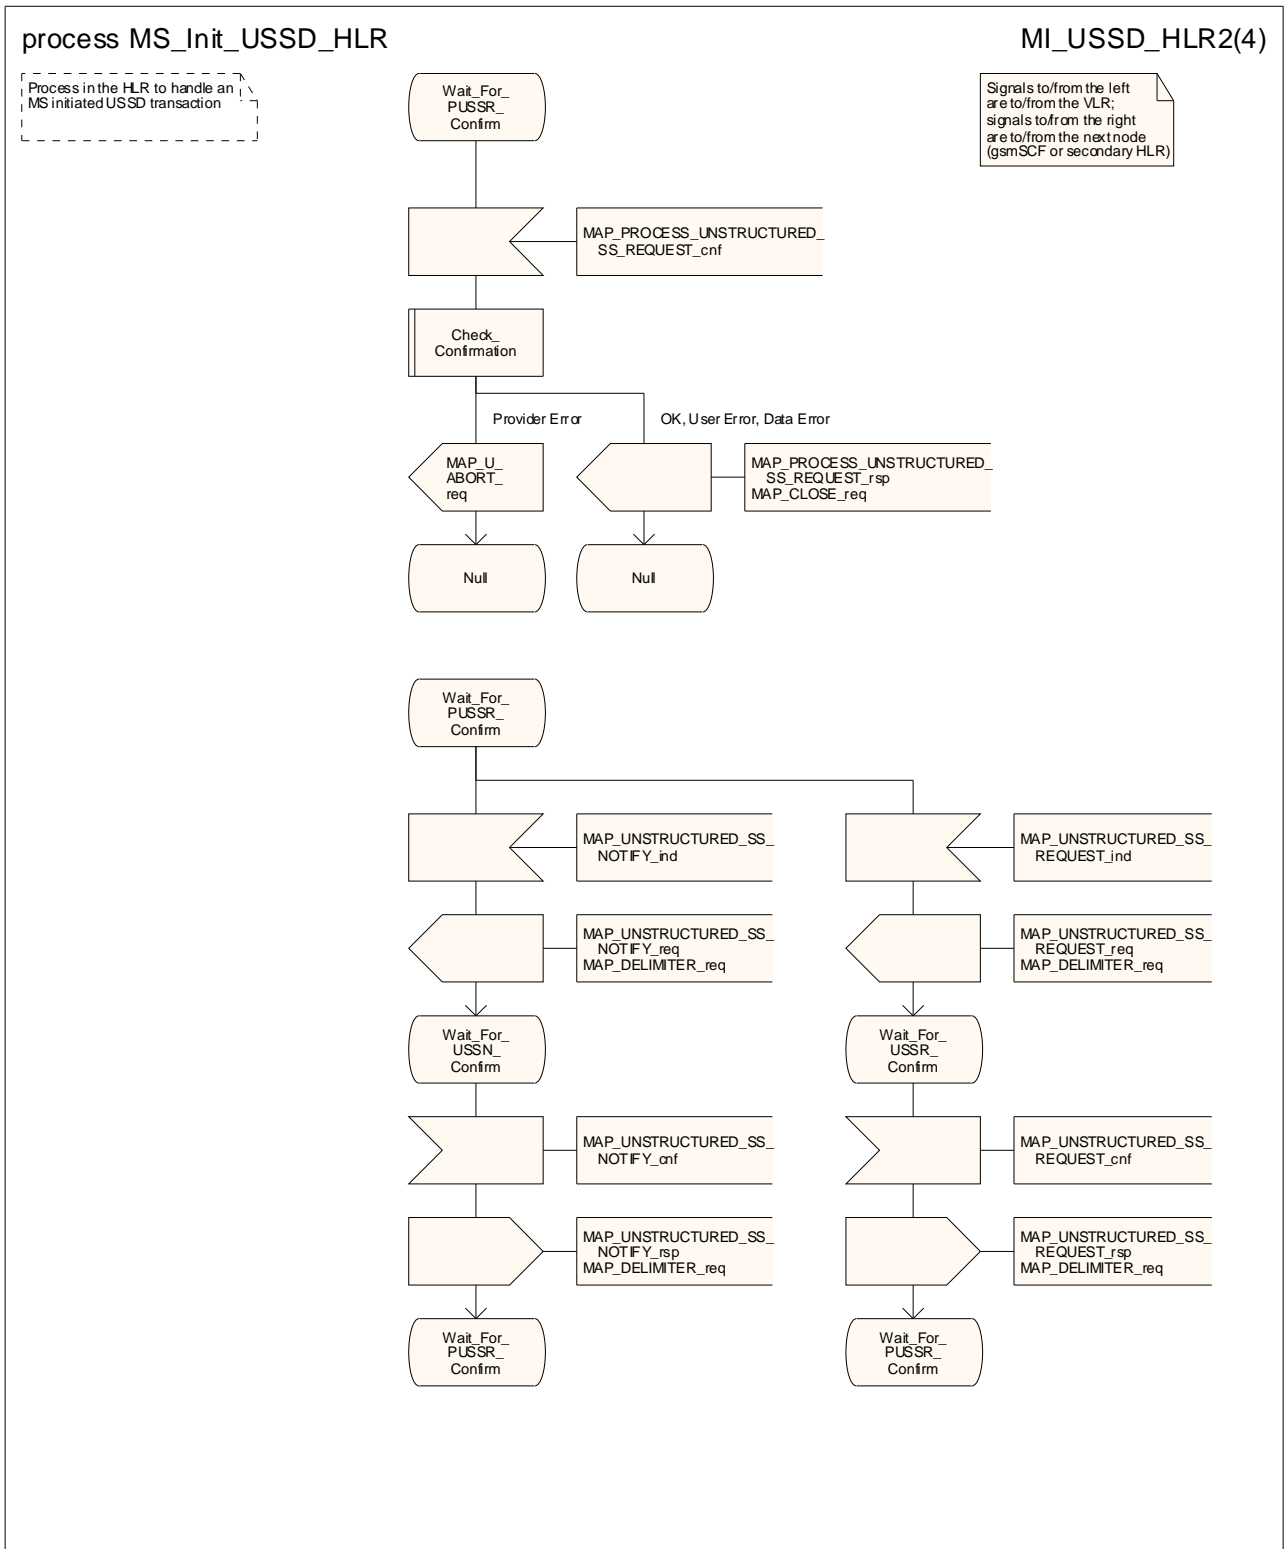 process MS_Init_USSD_HLR
MI_USSD_HLR2(4)
Process in the HLR to handle an
MS initiated USSD transaction
Signals to/from the left
are to/from the VLR;
signals to/from the right
are to/from the next node
(gsmSCF or secondary HLR)
Wait_For_
PUSSR_
Confirm
MAP_PROCESS_UNSTRUCTURED_
SS_REQUEST_cnf
Check_
Confirmation
Provider Error
OK, User Error, Data Error
MAP_U_
ABORT_
req
MAP_PROCESS_UNSTRUCTURED_
SS_REQUEST_rsp
MAP_CLOSE_req
Null
Null
Wait_For_
PUSSR_
Confirm
MAP_UNSTRUCTURED_SS_
NOTIFY_ind
MAP_UNSTRUCTURED_SS_
REQUEST_ind
MAP_UNSTRUCTURED_SS_
NOTIFY_req
MAP_DELIMITER_req
MAP_UNSTRUCTURED_SS_
REQUEST_req
MAP_DELIMITER_req
Wait_For_
USSN_
Confirm
Wait_For_
USSR_
Confirm
MAP_UNSTRUCTURED_SS_
NOTIFY_cnf
MAP_UNSTRUCTURED_SS_
REQUEST_cnf
MAP_UNSTRUCTURED_SS_
NOTIFY_rsp
MAP_DELIMITER_req
MAP_UNSTRUCTURED_SS_
REQUEST_rsp
MAP_DELIMITER_req
Wait_For_
PUSSR_
Confirm
Wait_For_
PUSSR_
Confirm